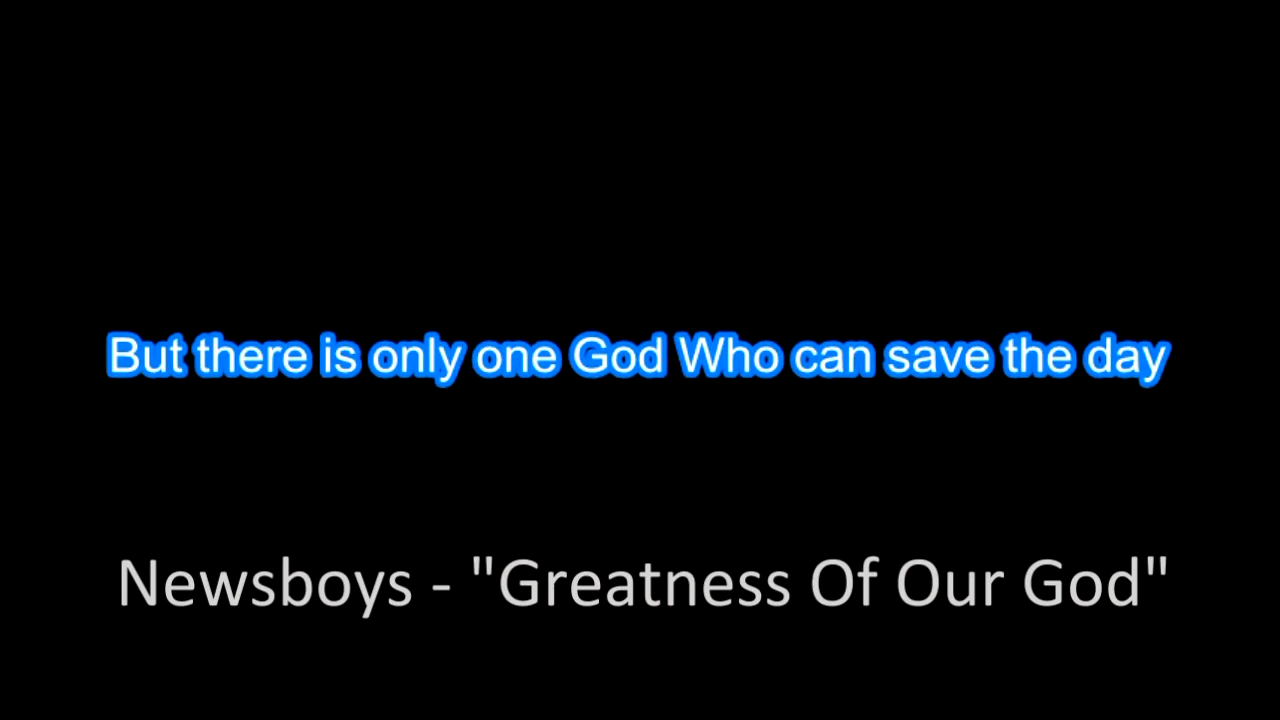 But there is only one God Who can save the day
Newsboys - "Greatness Of Our God"